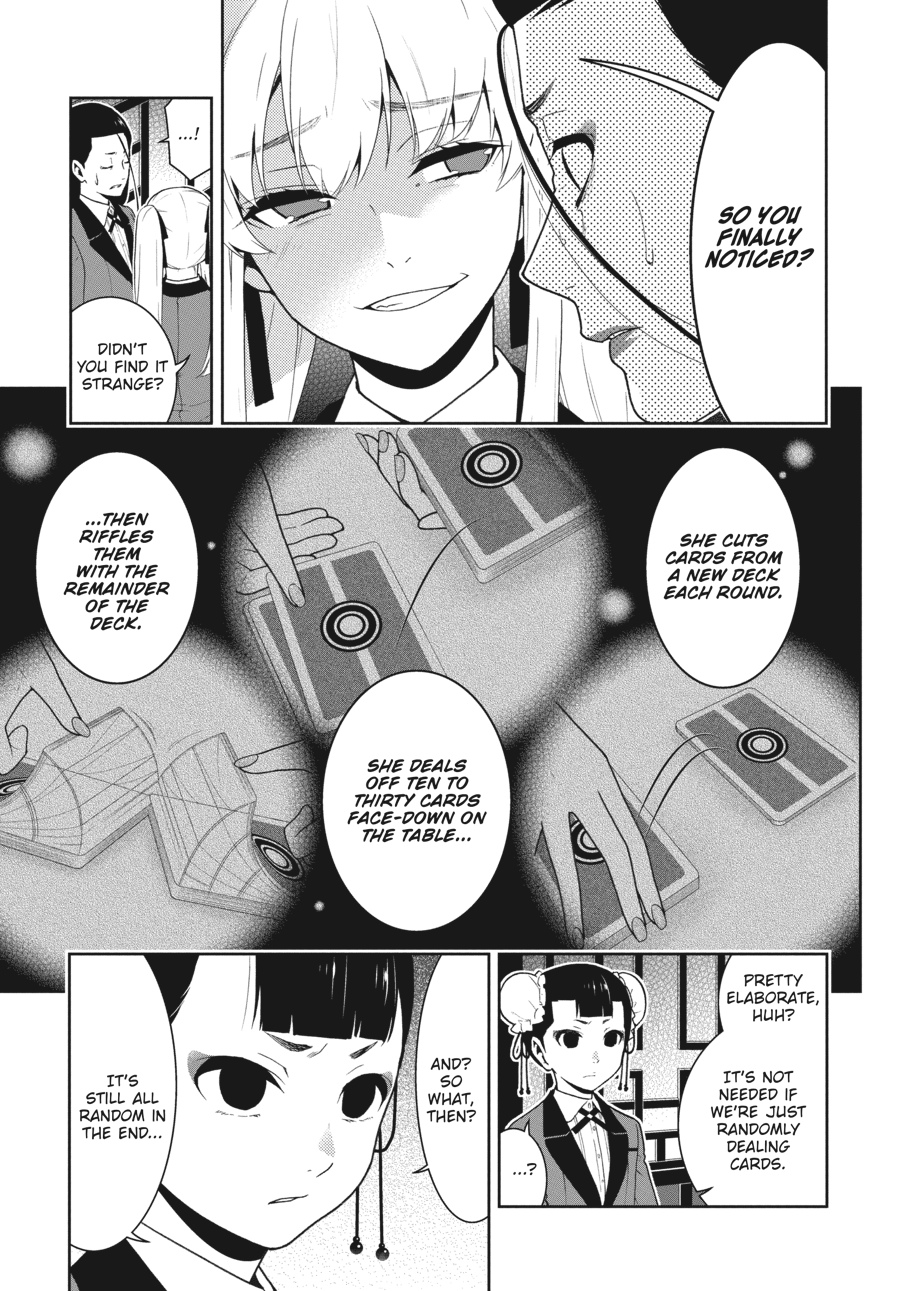 SO YOU
FINALLY
NOTICED?
...!
DIDN'T
YOU FIND IT
STRANGE?
SHE CUTS
CARDS FROM
A NEW DECK
EACH ROUND.
SHE DEALS
OFF TEN TO
THIRTY CARDS
FACE-DOWN ON
THE TABLE...
...THEN
RIFFLES
THEM
WITH THE
REMAINDER
OF THE
DECK.
PRETTY
ELABORATE,
HUH?
IT'S NOT
NEEDED IF
WE'RE JUST
RANDOMLY
DEALING
CARDS.
...?
AND?
SO
WHAT,
THEN?
IT'S
STILL ALL
RANDOM IN
THE END...